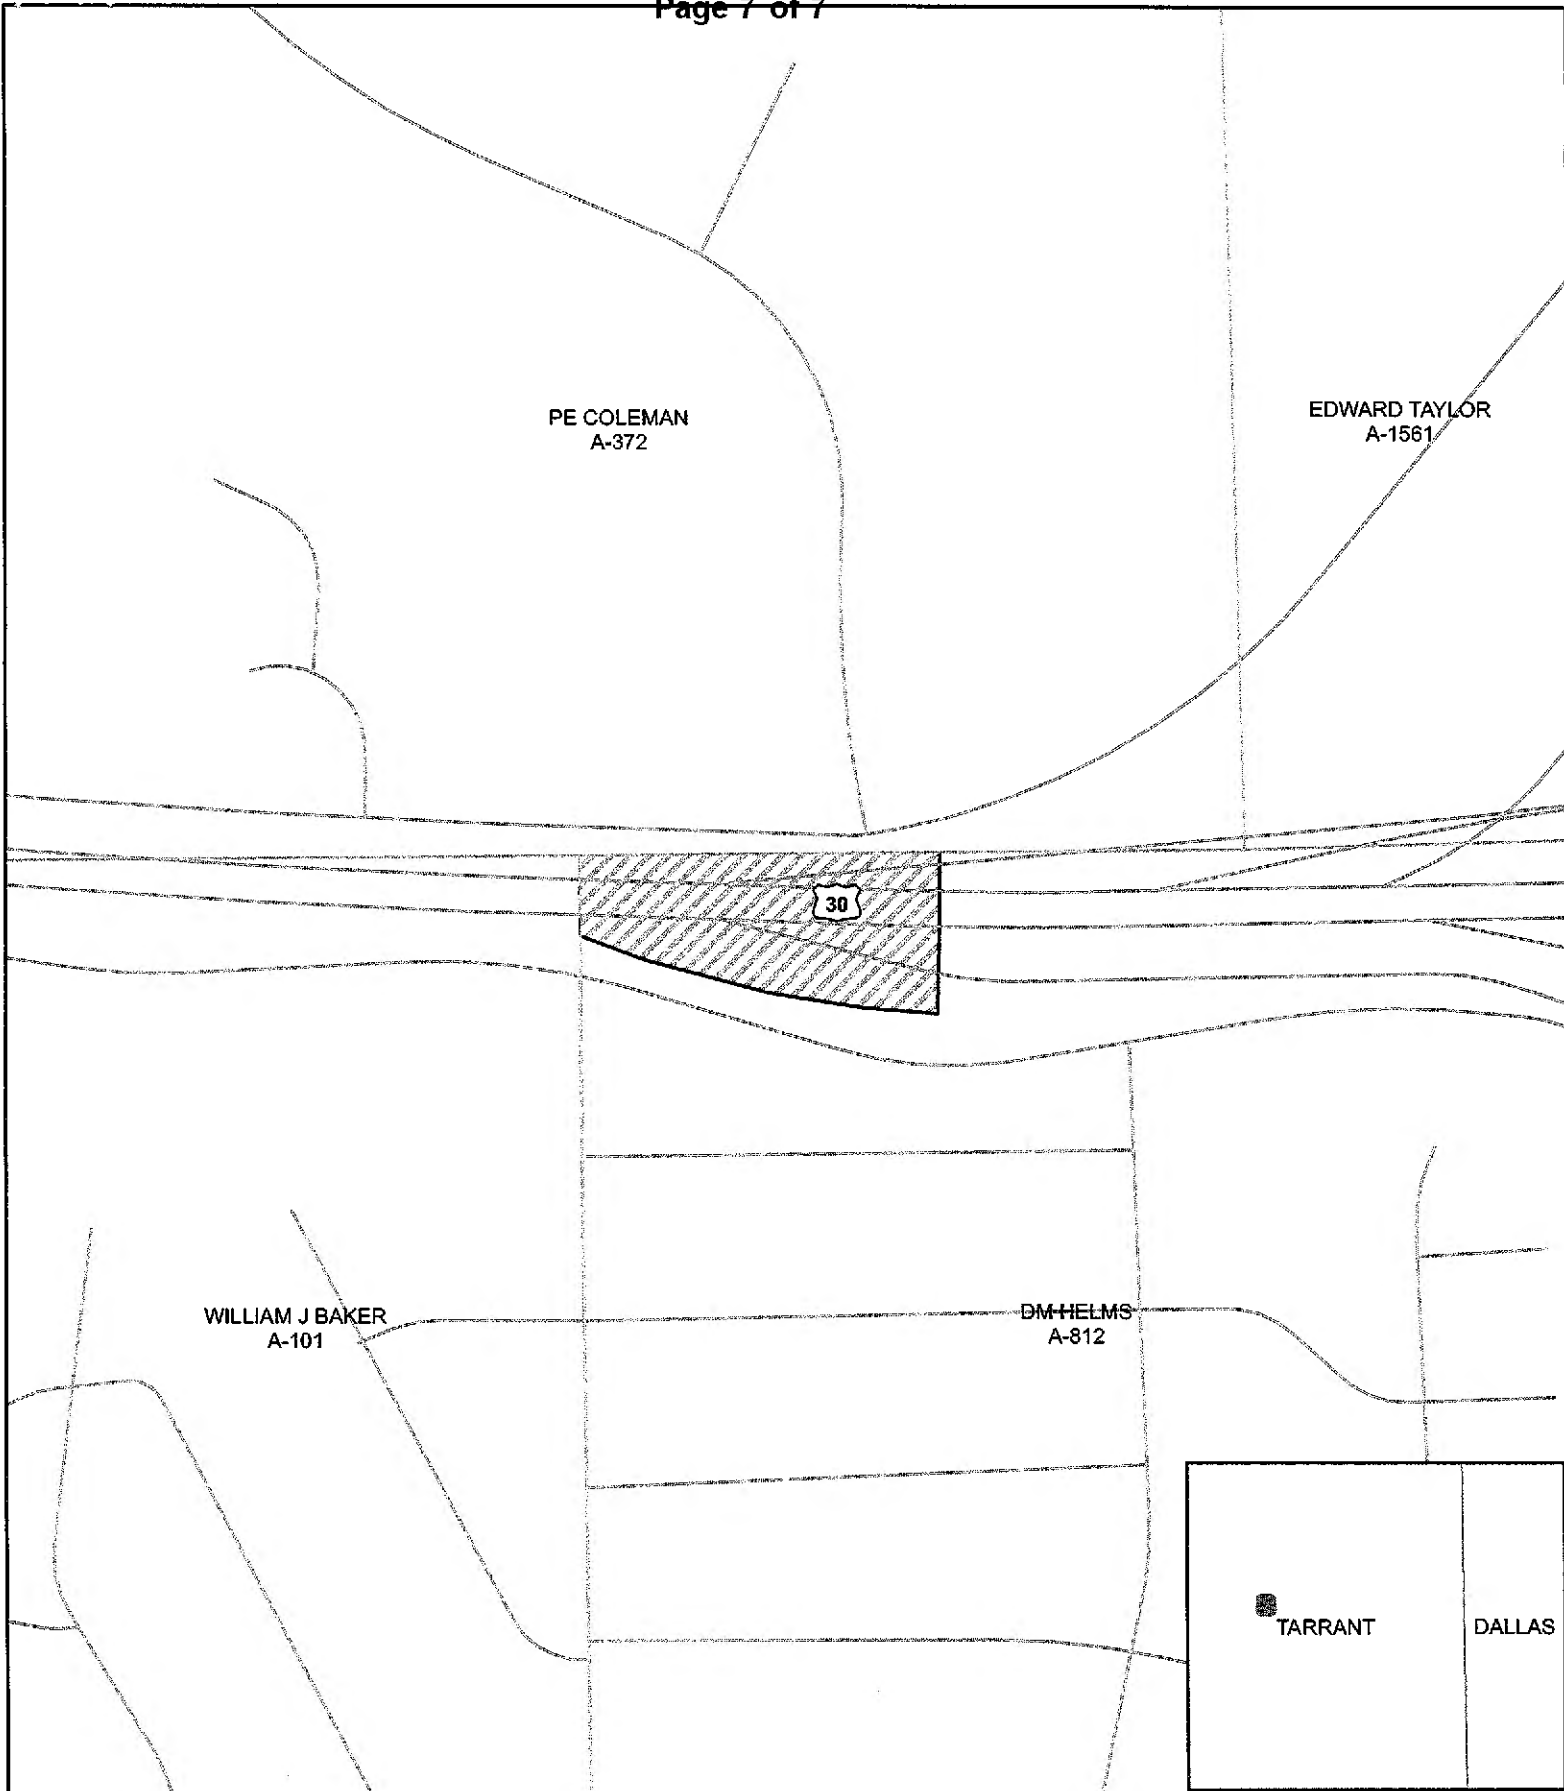 Page 7 of 7
PE COLEMAN
A-372
EDWARD TAYLOR
A-1561
30
WILLIAM J BAKER
A-101
DM HELMS
A-812
TARRANT
DALLAS